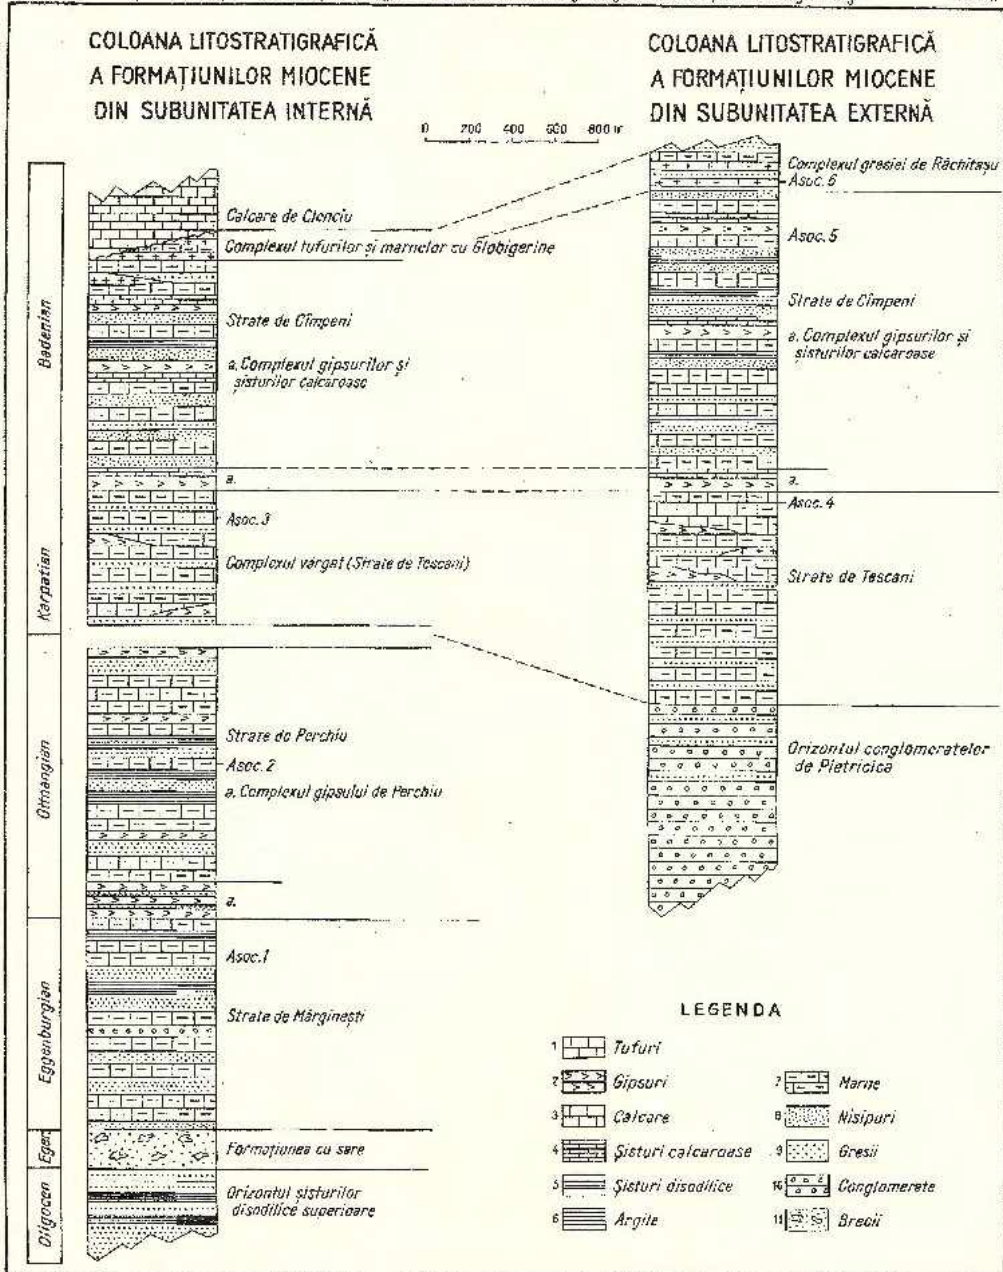 COLOANA LITOSTRATIGRAFICĂ
A FORMAȚIUNILOR MIOCENE
DIN SUBUNITATEA INTERNĂ
COLOANA LITOSTRATIGRAFICĂ
A FORMAȚIUNILOR MIOCENE
DIN SUBUNITATEA EXTERNĂ
0 200 400 600 800 m
Badenian
Karpatian
Ottnangian
Eggenburgian
Eger
Oligocen
Calcare de Clenciu
Complexul tufurilor și marnelor cu Globigerine
Strate de Cîmpeni
a. Complexul gipsurilor și
șisturilor calcaroase
a.
Asoc. 3
Complexul vărgat (Strate de Tescani)
Strate de Perchiu
Asoc. 2
a. Complexul gipsului de Perchiu
a.
Asoc. 1
Strate de Mărginești
Formațiunea cu sare
Orizontul șisturilor
disodilice superioare
Complexul gresiei de Răchitașu
Asoc. 6
Asoc. 5
Strate de Cîmpeni
a. Complexul gipsurilor și
șisturilor calcaroase
a.
Asoc. 4
Strate de Tescani
Orizontul conglomeratelor
de Pietricica
LEGENDA
1 Tufuri
2 Gipsuri
3 Calcare
4 Șisturi calcaroase
5 Șisturi disodilice
6 Argile
7 Marne
8 Nisipuri
9 Gresii
10 Conglomerate
11 Brecii